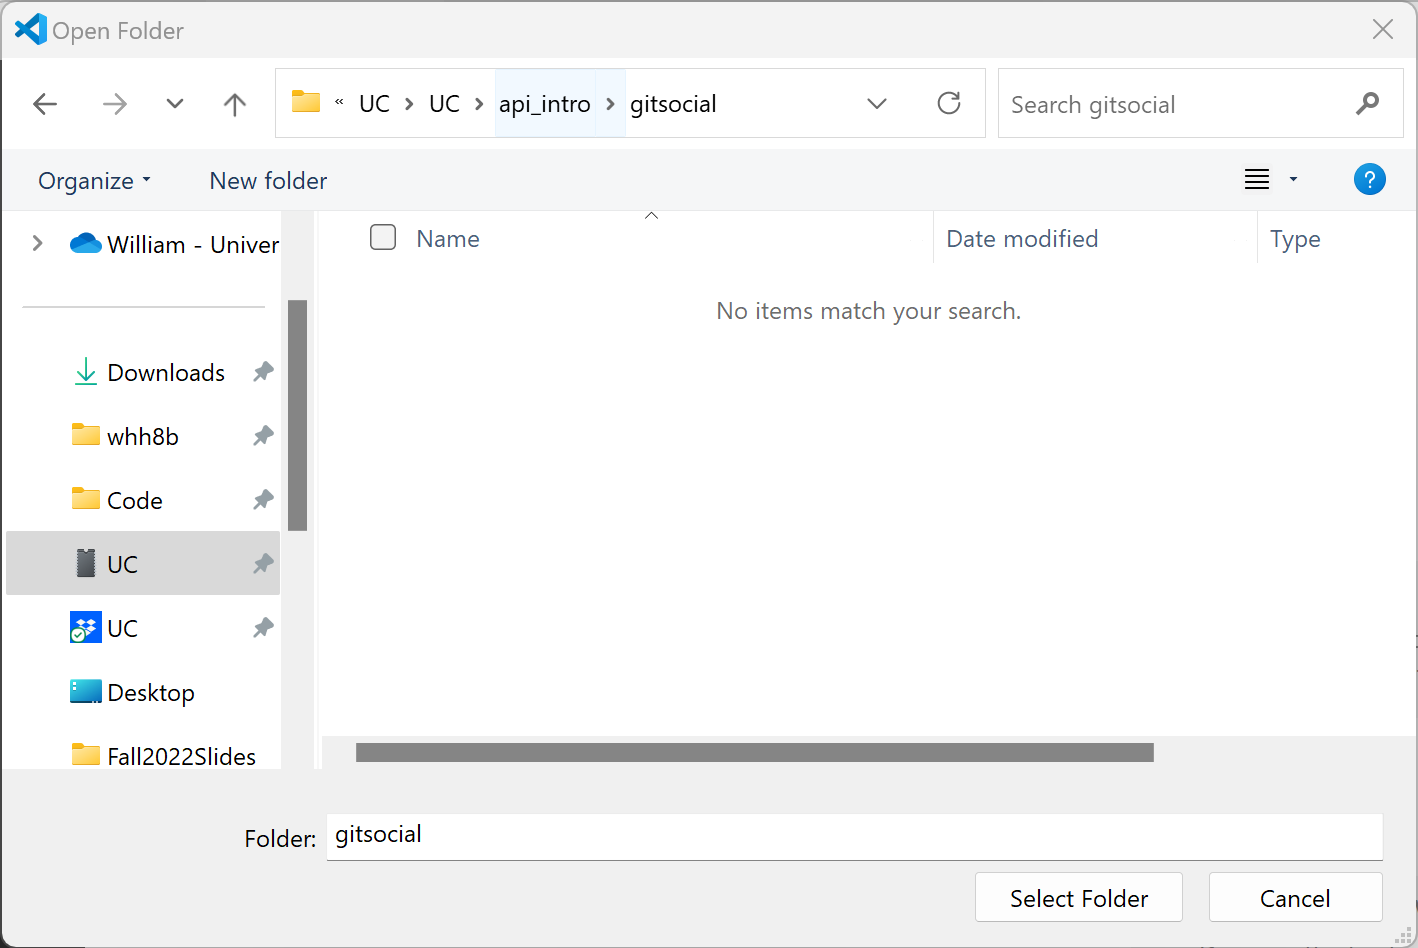 Open Folder
« UC > UC > api_intro > gitsocial
Search gitsocial
Organize
New folder
?
William - Univer
Name
Date modified
Type
No items match your search.
Downloads
whh8b
Code
UC
UC
Desktop
Fall2022Slides
Folder:
gitsocial
Select Folder
Cancel